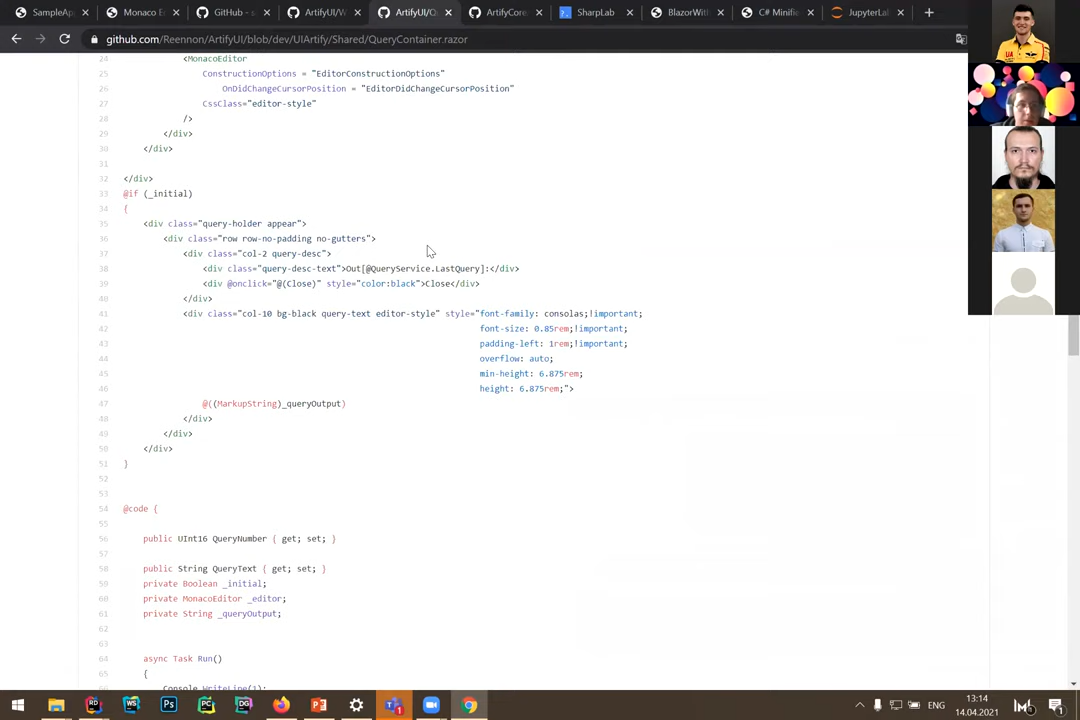 SampleAp
Monaco E
GitHub - s
ArtifyUI/W
ArtifyUI/Q
ArtifyCore
SharpLab
BlazorWith
C# Minifie
JupyterLab
github.com/Reennon/ArtifyUI/blob/dev/UIArtify/Shared/QueryContainer.razor
24 <MonacoEditor
25 ConstructionOptions = "EditorConstructionOptions"
26 OnDidChangeCursorPosition = "EditorDidChangeCursorPosition"
27 CssClass="editor-style"
28 />
29 </div>
30 </div>
31
32 </div>
33 @if (_initial)
34 {
35 <div class="query-holder appear">
36 <div class="row row-no-padding no-gutters">
37 <div class="col-2 query-desc">
38 <div class="query-desc-text">Out[@QueryService.LastQuery]:</div>
39 <div @onclick="@(Close)" style="color:black">Close</div>
40 </div>
41 <div class="col-10 bg-black query-text editor-style" style="font-family: consolas;!important;
42 font-size: 0.85rem;!important;
43 padding-left: 1rem;!important;
44 overflow: auto;
45 min-height: 6.875rem;
46 height: 6.875rem;">
47 @((MarkupString)_queryOutput)
48 </div>
49 </div>
50 </div>
51 }
52
53
54 @code {
55
56 public UInt16 QueryNumber { get; set; }
57
58 public String QueryText { get; set; }
59 private Boolean _initial;
60 private MonacoEditor _editor;
61 private String _queryOutput;
62
63
64 async Task Run()
65 {
66 Console.WriteLine(1);
ENG
13:14
14.04.2021